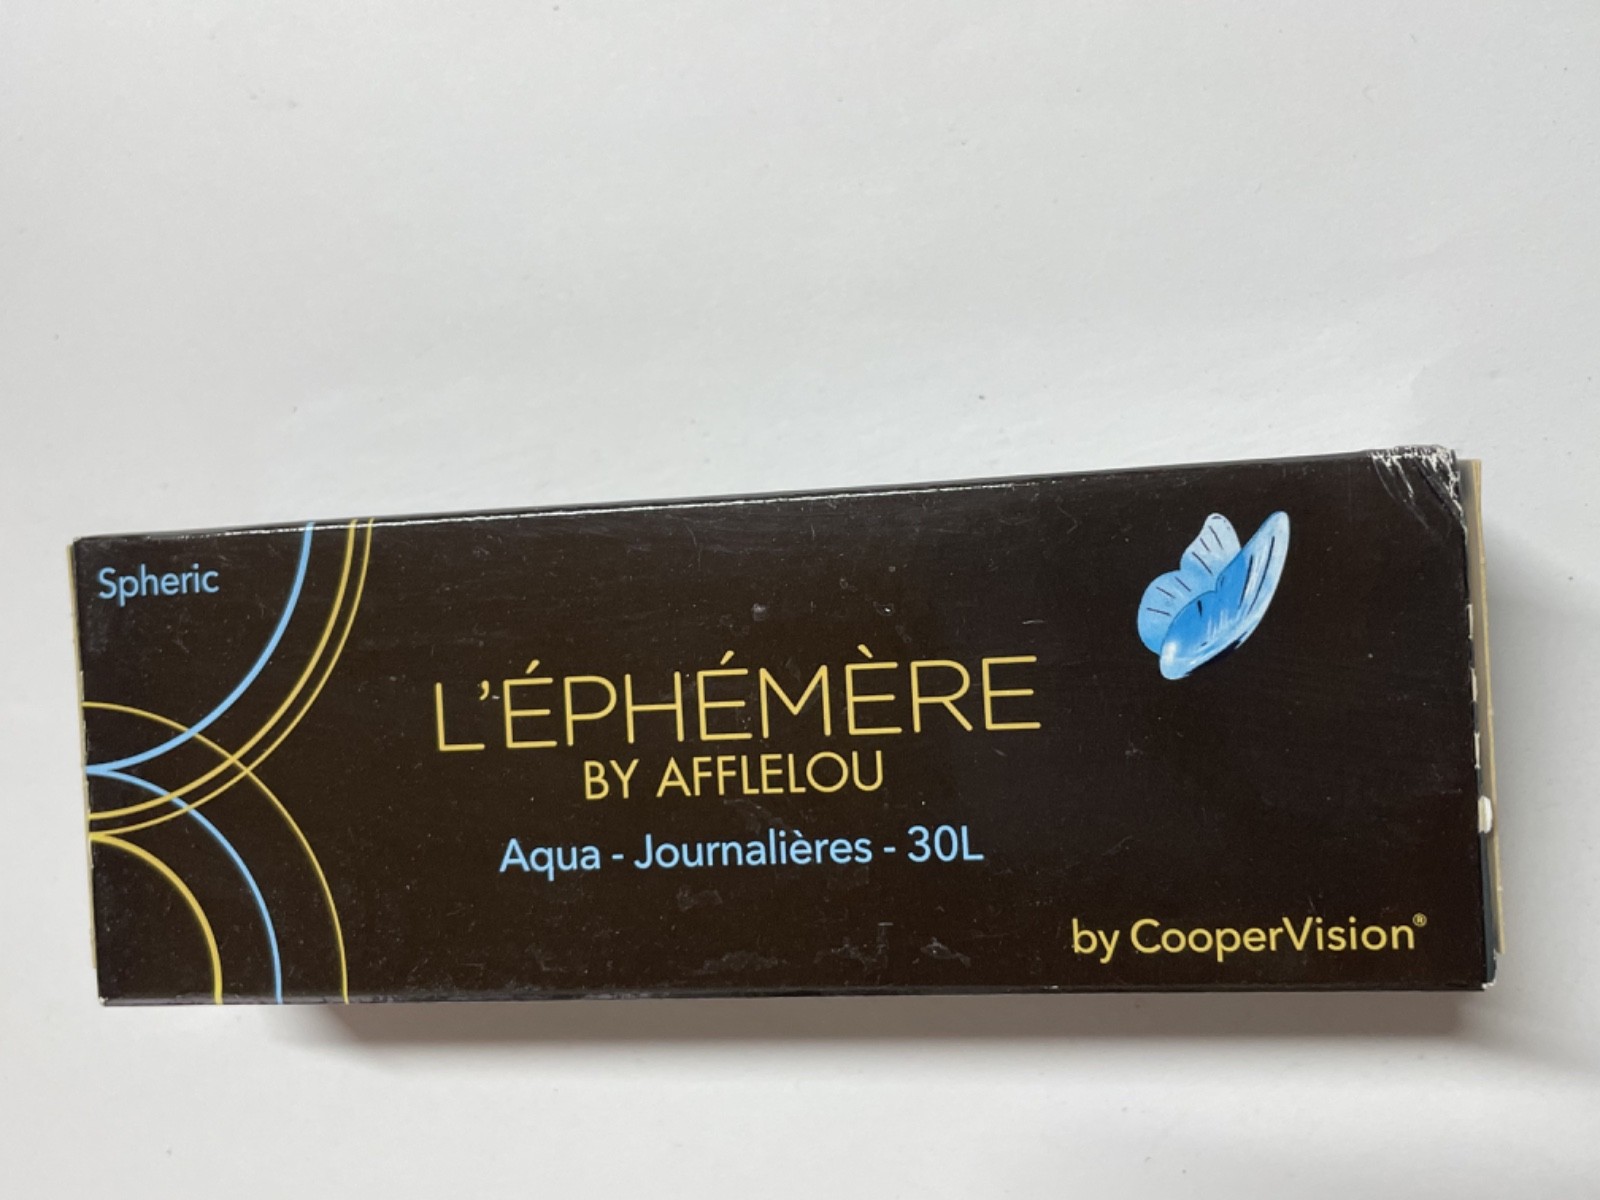 Spheric
L'ÉPHÉMÈRE
BY AFFLELOU
Aqua - Journalières - 30L
by CooperVision®